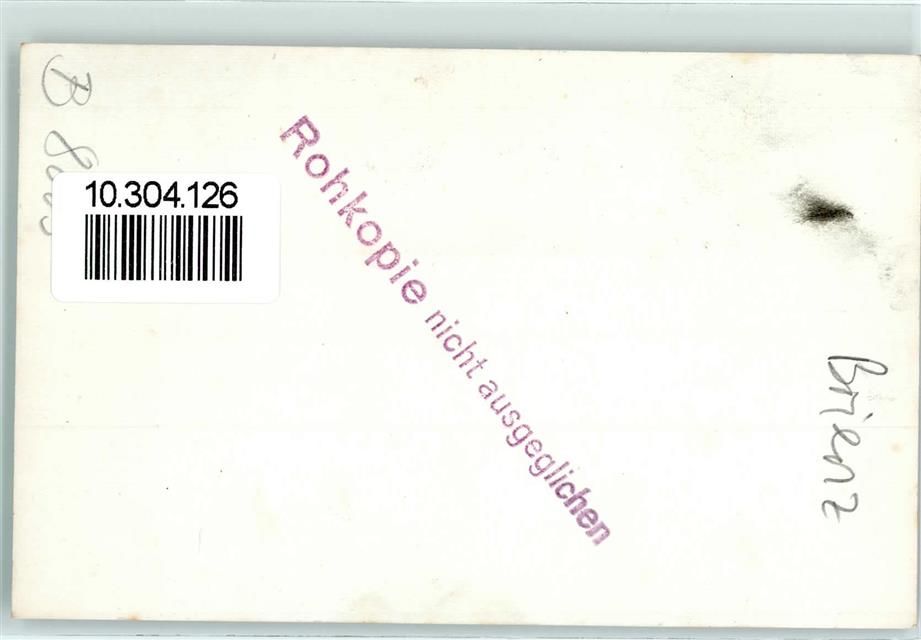 B
10.304.126
Rohkopie nicht ausgeglichen
Brienz